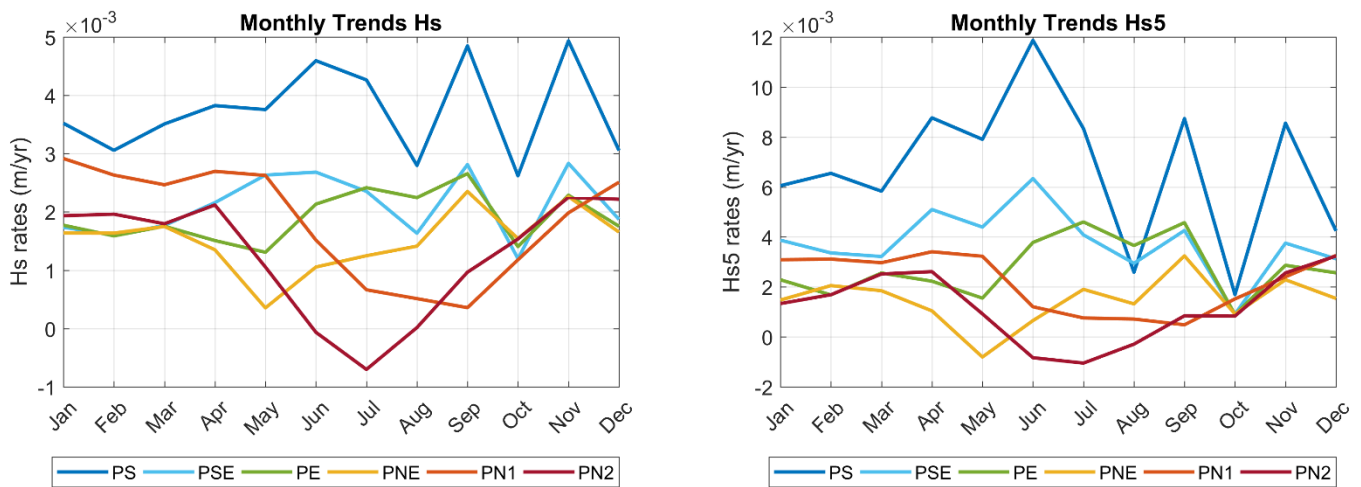 ×10⁻³
Monthly Trends Hs
5
4
3
2
1
0
-1
Hs rates (m/yr)
Jan Feb Mar Apr May Jun Jul Aug Sep Oct Nov Dec
PS PSE PE PNE PN1 PN2
×10⁻³
Monthly Trends Hs5
12
10
8
6
4
2
0
-2
Hs5 rates (m/yr)
Jan Feb Mar Apr May Jun Jul Aug Sep Oct Nov Dec
PS PSE PE PNE PN1 PN2